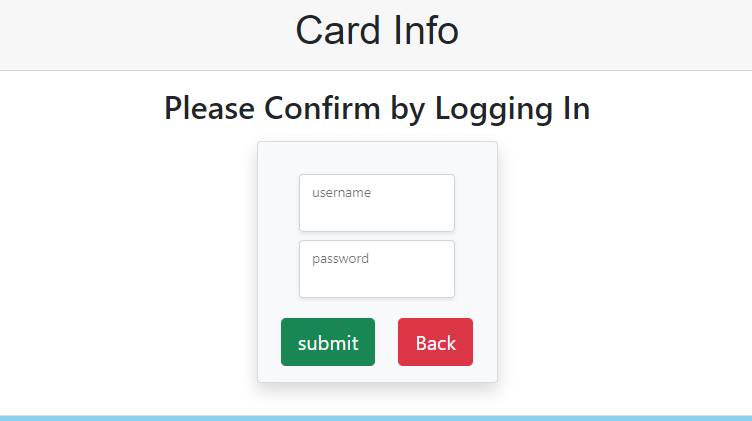 Card Info
Please Confirm by Logging In
username
password
submit
Back